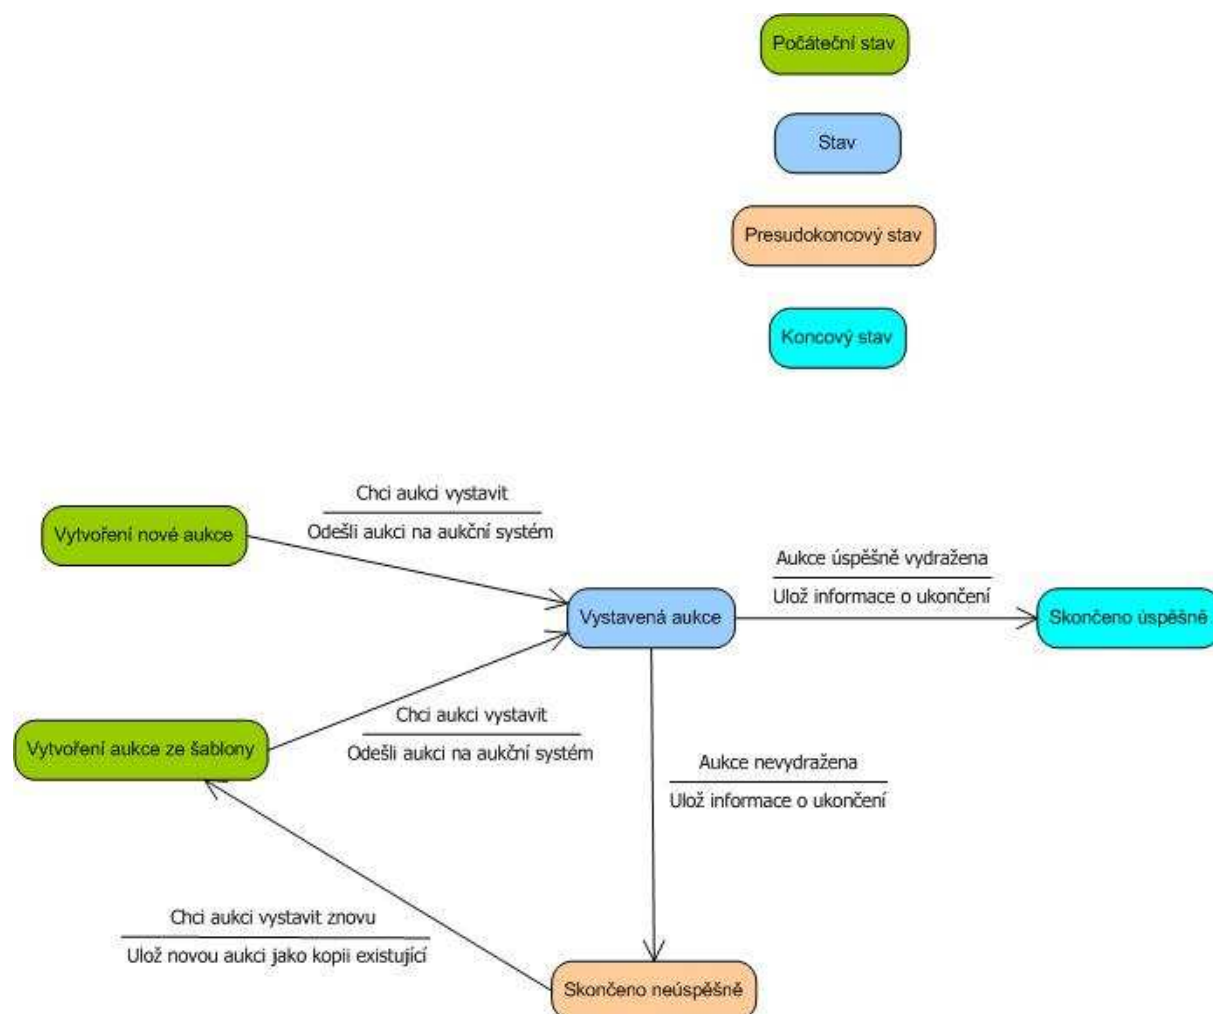 Počáteční stav
Stav
Presudokoncový stav
Koncový stav
Chci aukci vystavit
Odešli aukci na aukční systém
Vytvoření nové aukce
Aukce úspěšně vydražena
Ulož informace o ukončení
Vystavená aukce
Skončeno úspěšně
Chci aukci vystavit
Odešli aukci na aukční systém
Vytvoření aukce ze šablony
Aukce nevydražena
Ulož informace o ukončení
Chci aukci vystavit znovu
Ulož novou aukci jako kopii existující
Skončeno neúspěšně